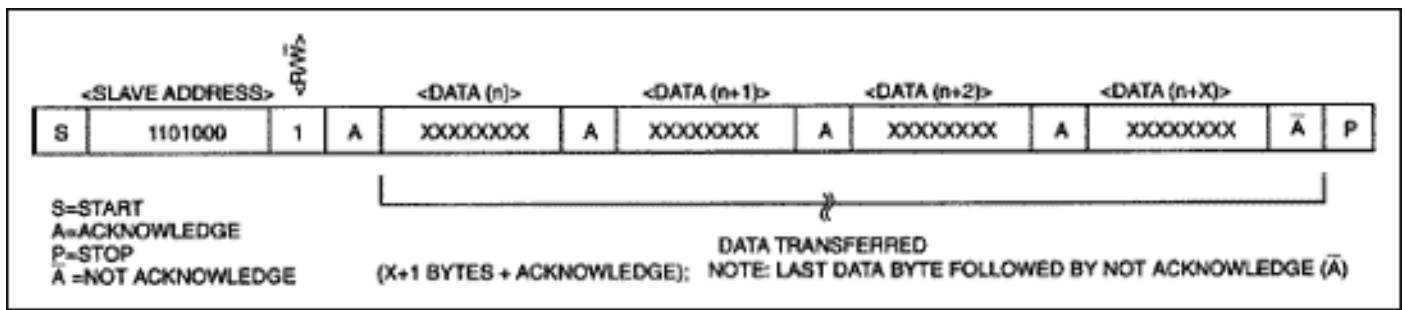 <R/W̅>
<SLAVE ADDRESS> <DATA (n)> <DATA (n+1)> <DATA (n+2)> <DATA (n+X)>
S 1101000 1 A XXXXXXXX A XXXXXXXX A XXXXXXXX A XXXXXXXX A̅ P
S=START
A=ACKNOWLEDGE
P=STOP
A̅ =NOT ACKNOWLEDGE
DATA TRANSFERRED
(X+1 BYTES + ACKNOWLEDGE); NOTE: LAST DATA BYTE FOLLOWED BY NOT ACKNOWLEDGE (A̅)